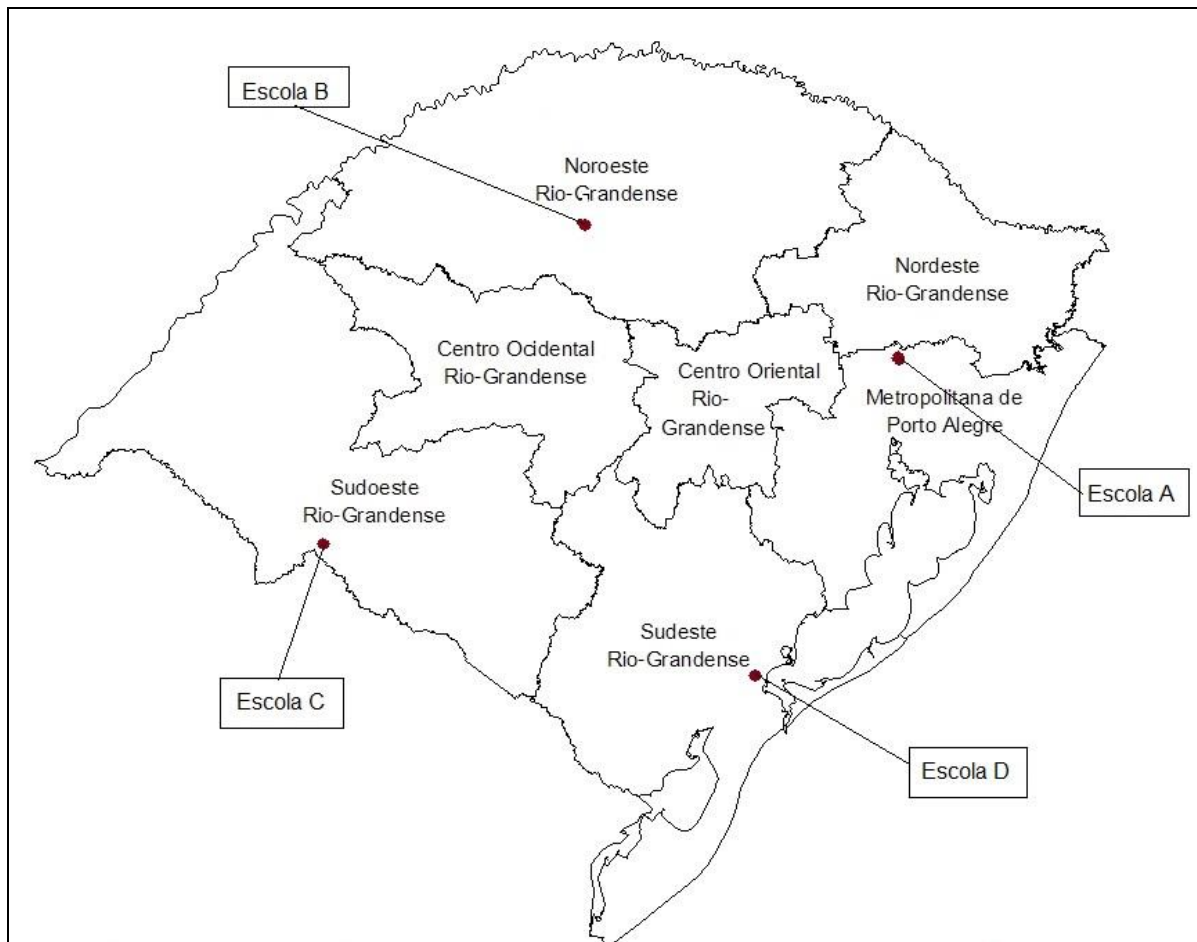 Escola B
Noroeste
Rio-Grandense
Nordeste
Rio-Grandense
Centro Ocidental
Rio-Grandense
Centro Oriental
Rio-
Grandense
Metropolitana de
Porto Alegre
Escola A
Sudoeste
Rio-Grandense
Sudeste
Rio-Grandense
Escola C
Escola D